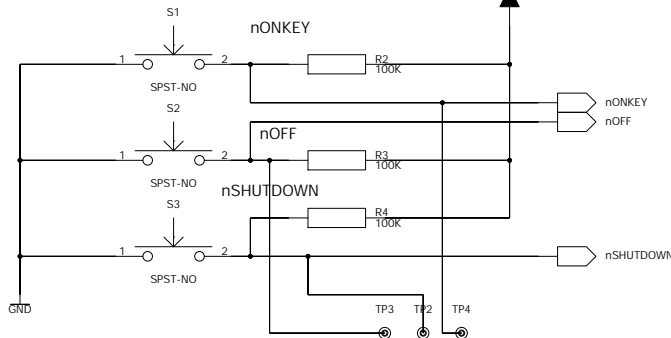 S1
nONKEY
1
2
R2
100K
SPST-NO
nONKEY
S2
nOFF
nOFF
1
2
R3
100K
SPST-NO
nSHUTDOWN
S3
R4
100K
1
2
nSHUTDOWN
SPST-NO
GND
TP3
TP2
TP4